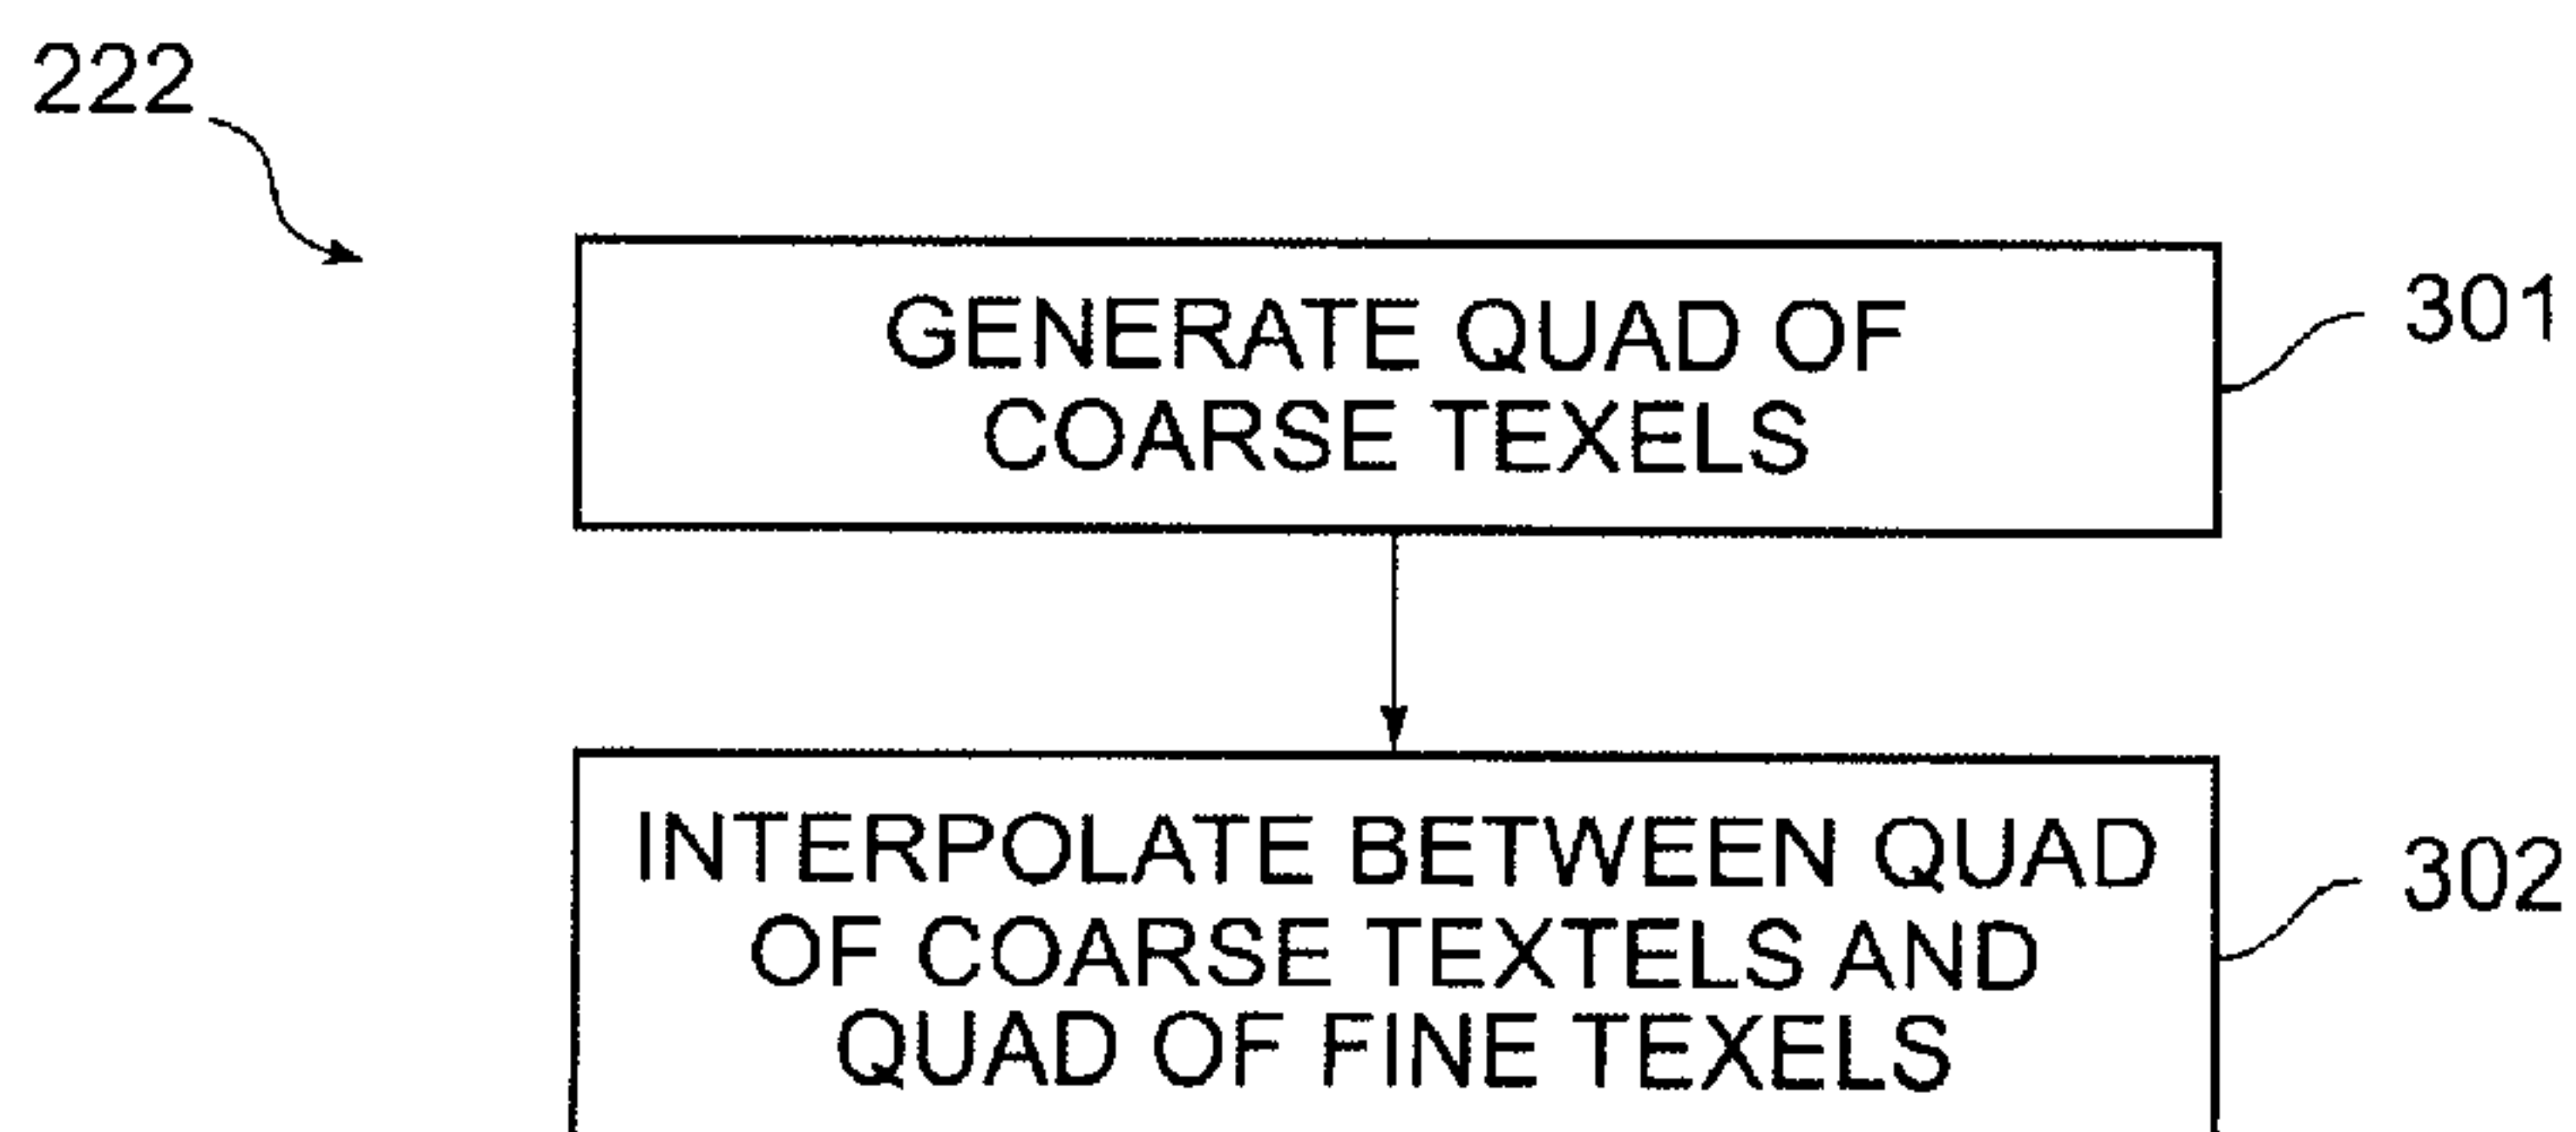 222
GENERATE QUAD OF
COARSE TEXELS
301
INTERPOLATE BETWEEN QUAD
OF COARSE TEXTELS AND
QUAD OF FINE TEXELS
302